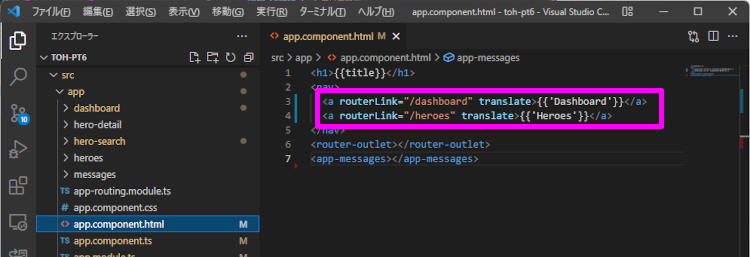 ファイル(F) 編集(E) 選択(S) 表示(V) 移動(G) 実行(R) ターミナル(T) ヘルプ(H) app.component.html - toh-pt6 - Visual Studio C...
エクスプローラー ...
TOH-PT6
src
app
dashboard
hero-detail
hero-search
heroes
messages
TS app-routing.module.ts
# app.component.css
<> app.component.html M
TS app.component.ts M
10
<> app.component.html M
src > app > <> app.component.html > app-messages
1 <h1>{{title}}</h1>
2 <nav>
3 <a routerLink="/dashboard" translate>{{'Dashboard'}}</a>
4 <a routerLink="/heroes" translate>{{'Heroes'}}</a>
5 </nav>
6 <router-outlet></router-outlet>
7 <app-messages></app-messages>